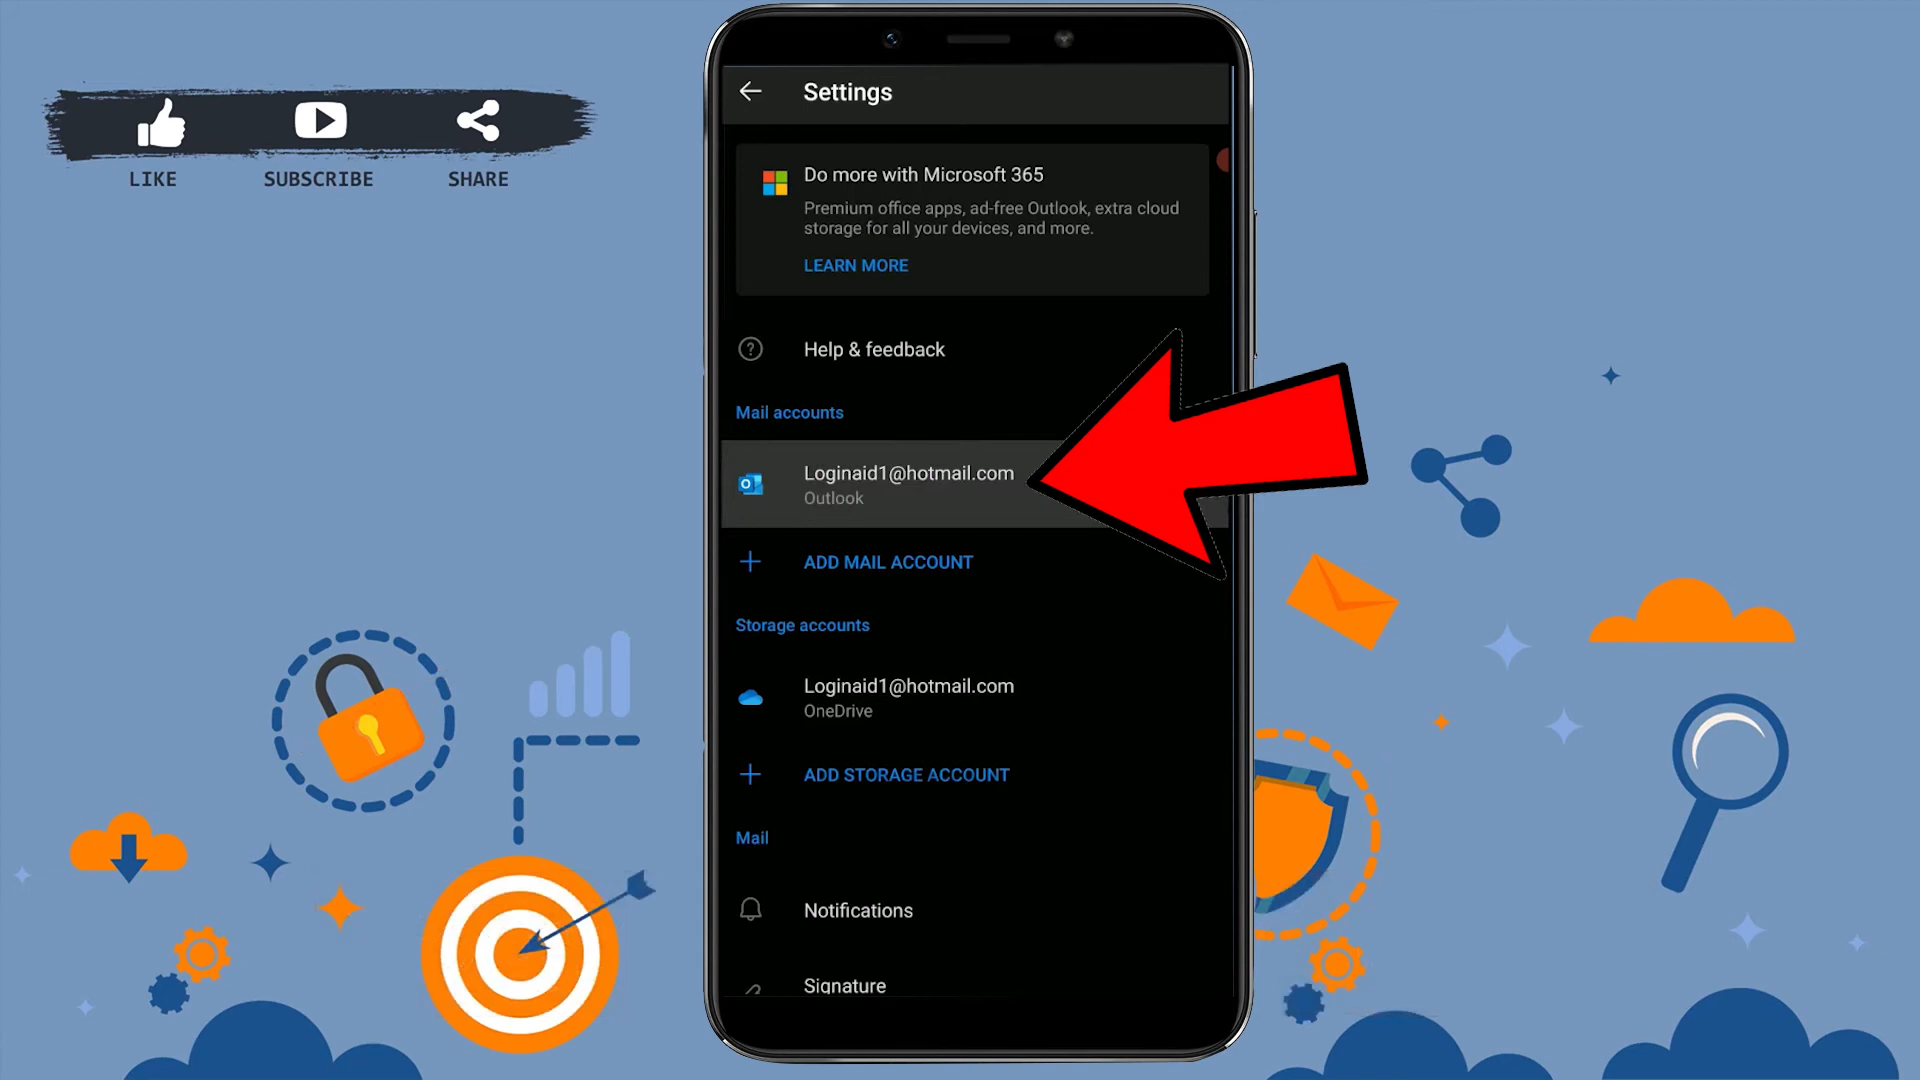 LIKE
SUBSCRIBE
SHARE
Settings
Do more with Microsoft 365
Premium office apps, ad-free Outlook, extra cloud
storage for all your devices, and more.
LEARN MORE
Help & feedback
Mail accounts
Loginaid1@hotmail.com
Outlook
ADD MAIL ACCOUNT
Storage accounts
Loginaid1@hotmail.com
OneDrive
ADD STORAGE ACCOUNT
Mail
Notifications
Signature